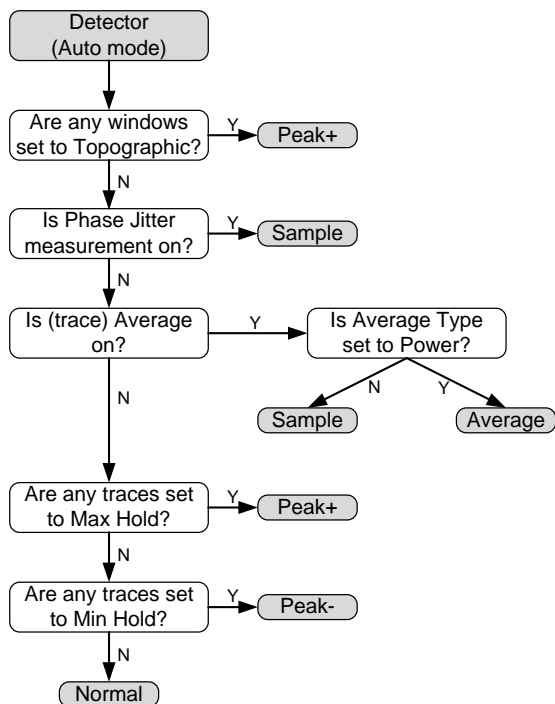 Detector
(Auto mode)
Are any windows
set to Topographic?
Y
Peak+
N
Is Phase Jitter
measurement on?
Y
Sample
N
Is (trace) Average
on?
Y
Is Average Type
set to Power?
N
N
Y
Sample
Average
Are any traces set
to Max Hold?
Y
Peak+
N
Are any traces set
to Min Hold?
Y
Peak-
N
Normal